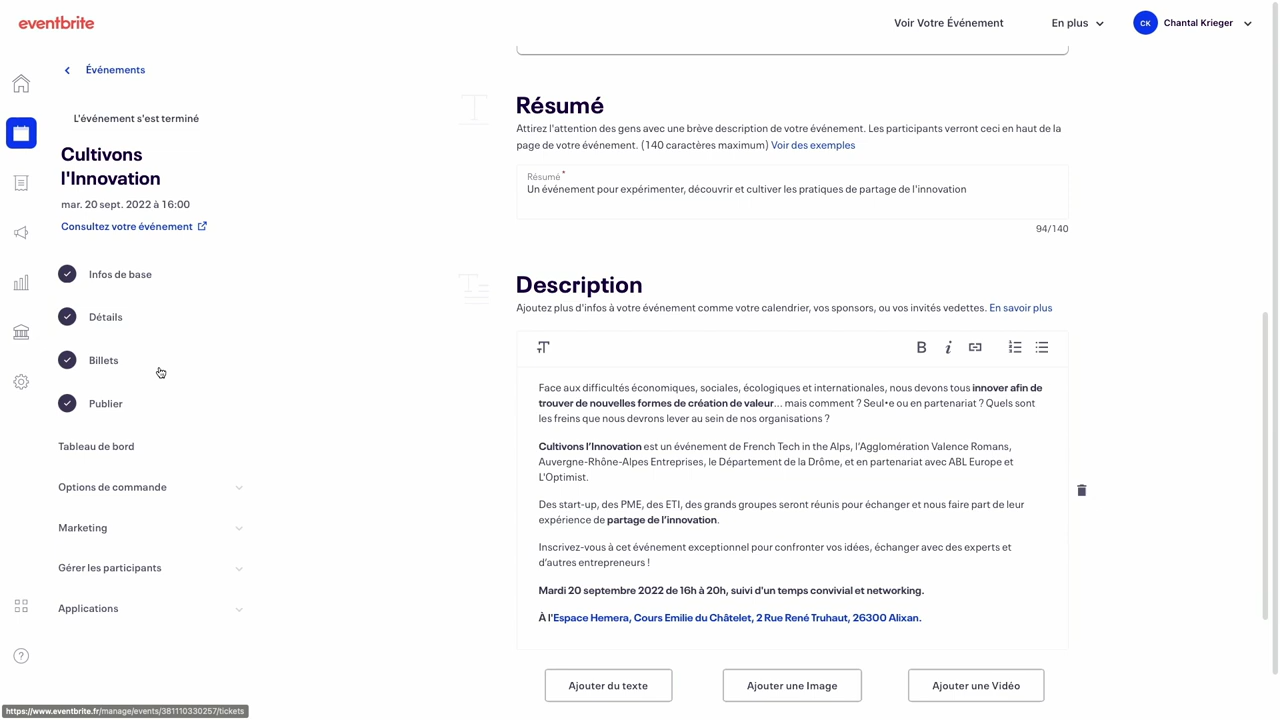 eventbrite
Voir Votre Événement
En plus
CK
Chantal Krieger
Événements
L'événement s'est terminé
Cultivons
l'Innovation
mar. 20 sept. 2022 à 16:00
Consultez votre événement
Infos de base
Détails
Billets
Publier
Tableau de bord
Options de commande
Marketing
Gérer les participants
Applications
Résumé
Attirez l'attention des gens avec une brève description de votre événement. Les participants verront ceci en haut de la
page de votre événement. (140 caractères maximum) Voir des exemples
Résumé *
Un événement pour expérimenter, découvrir et cultiver les pratiques de partage de l'innovation
94/140
Description
Ajoutez plus d'infos à votre événement comme votre calendrier, vos sponsors, ou vos invités vedettes. En savoir plus
B i
Face aux difficultés économiques, sociales, écologiques et internationales, nous devons tous innover afin de
trouver de nouvelles formes de création de valeur... mais comment ? Seul•e ou en partenariat ? Quels sont
les freins que nous devrons lever au sein de nos organisations ?
Cultivons l'Innovation est un événement de French Tech in the Alps, l'Agglomération Valence Romans,
Auvergne-Rhône-Alpes Entreprises, le Département de la Drôme, et en partenariat avec ABL Europe et
L'Optimist.
Des start-up, des PME, des ETI, des grands groupes seront réunis pour échanger et nous faire part de leur
expérience de partage de l'innovation.
Inscrivez-vous à cet événement exceptionnel pour confronter vos idées, échanger avec des experts et
d'autres entrepreneurs !
Mardi 20 septembre 2022 de 16h à 20h, suivi d'un temps convivial et networking.
À l'Espace Hemera, Cours Emilie du Châtelet, 2 Rue René Truhaut, 26300 Alixan.
Ajouter du texte
Ajouter une Image
Ajouter une Vidéo
https://www.eventbrite.fr/manage/events/381110330257/tickets